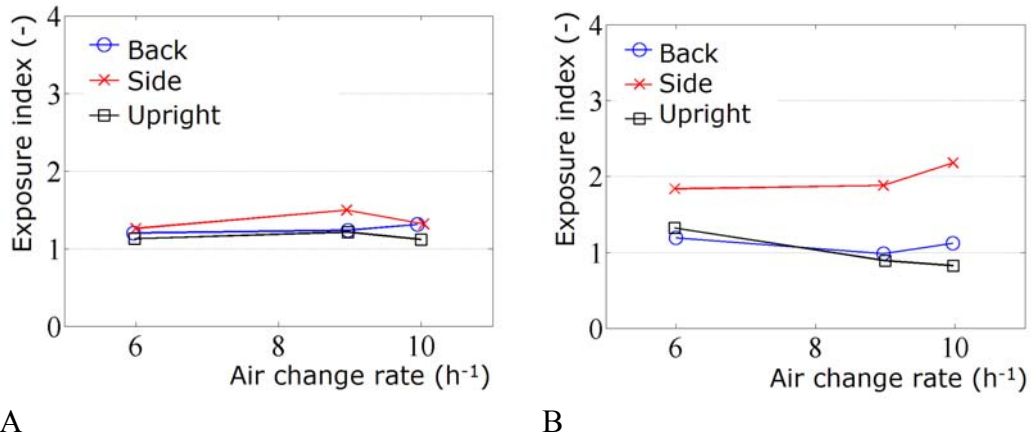 Exposure index (-)
4
3
2
1
0
Back
Side
Upright
6
8
10
Air change rate (h⁻¹)
A
Exposure index (-)
4
3
2
1
0
Back
Side
Upright
6
8
10
Air change rate (h⁻¹)
B